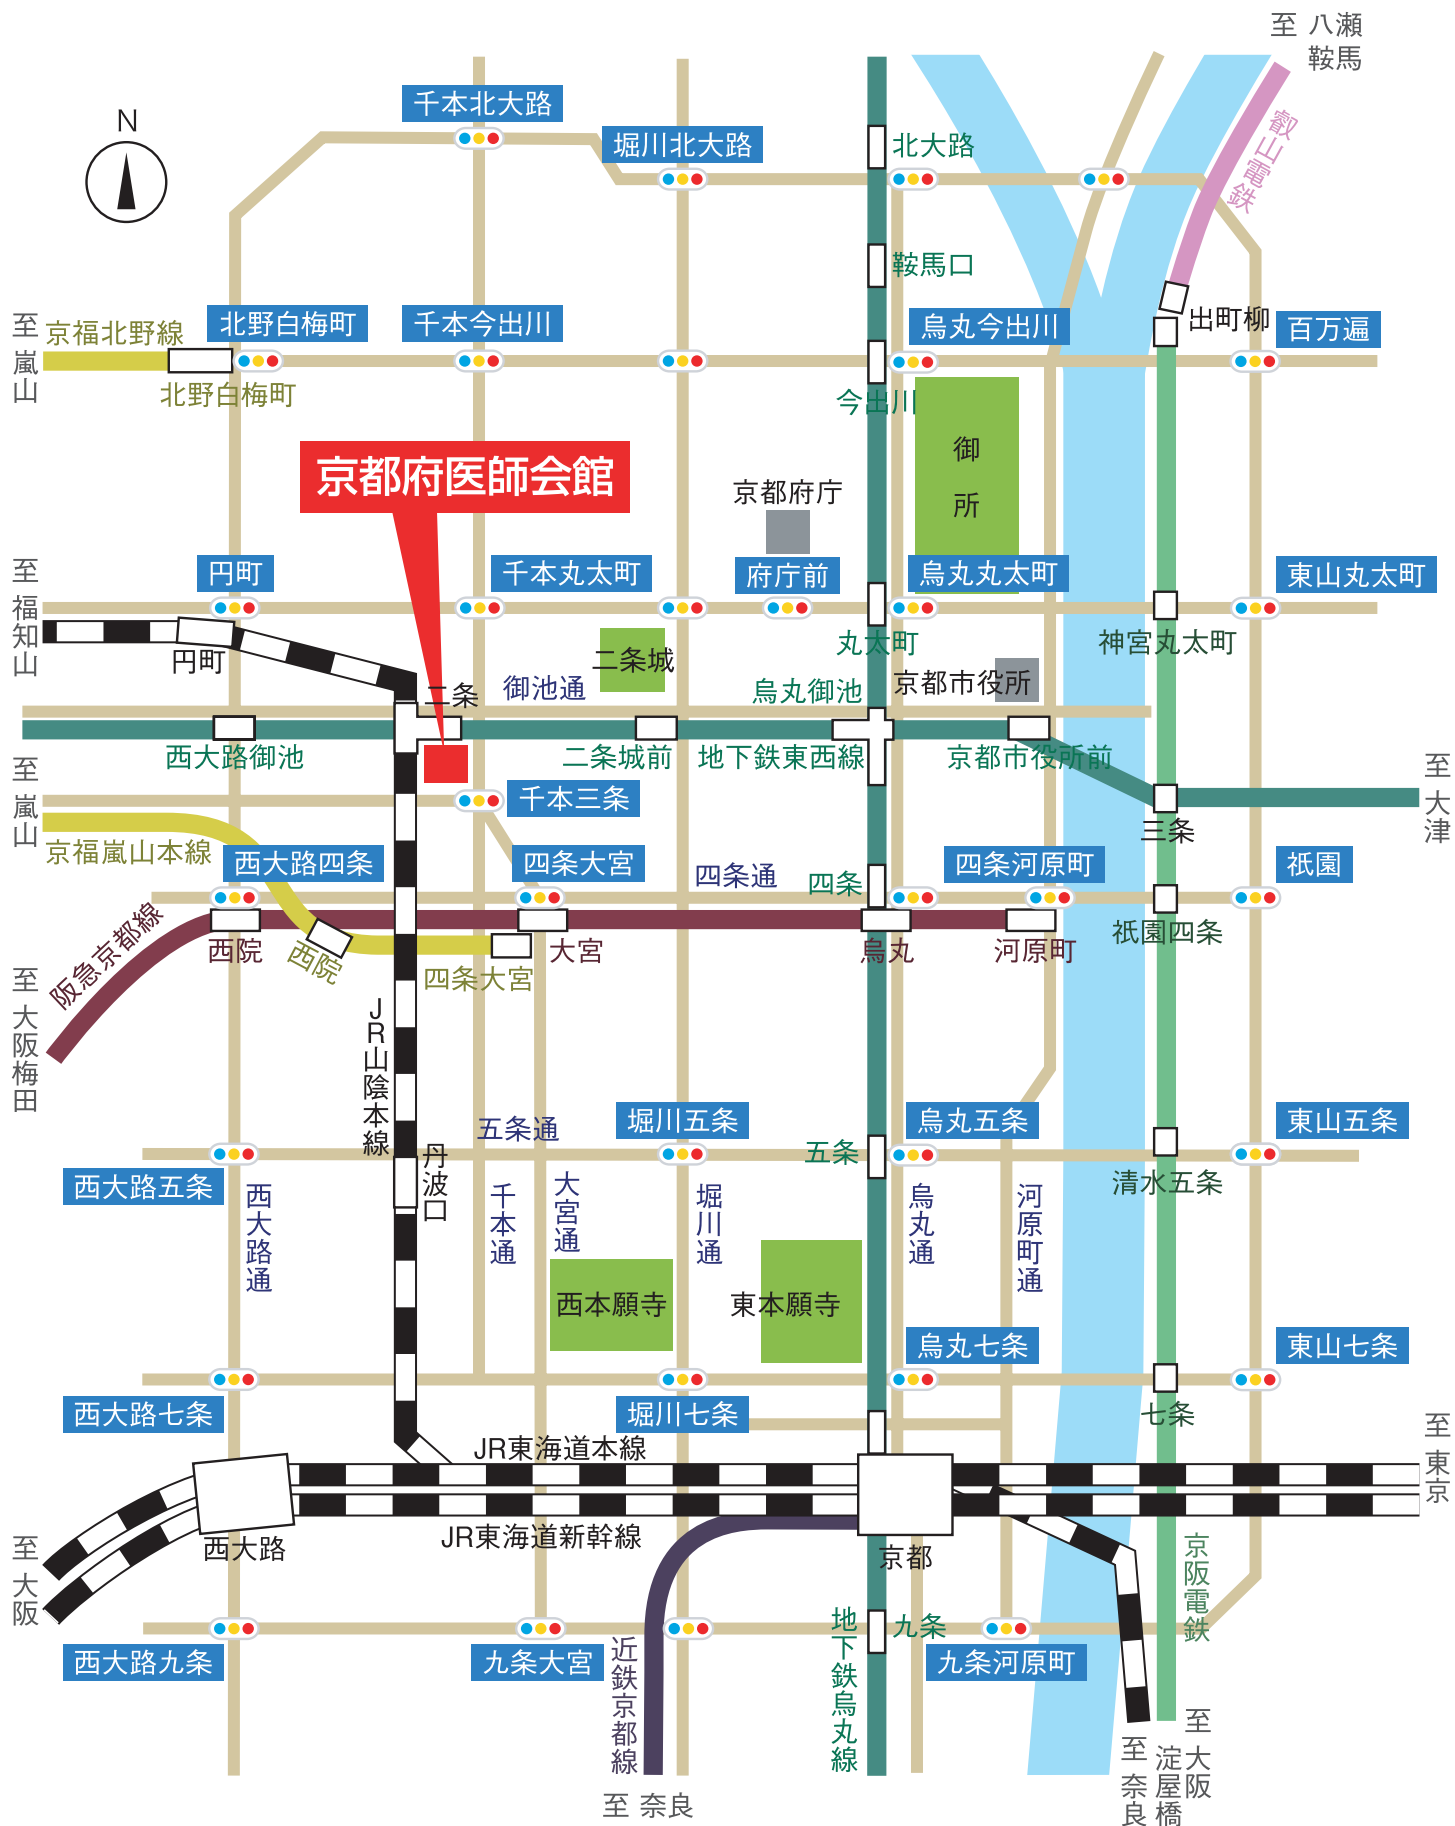 至 八瀬
鞍馬
N
千本北大路
堀川北大路
北大路
叡山電鉄
鞍馬口
至 嵐山
京福北野線
北野白梅町
北野白梅町
千本今出川
烏丸今出川
出町柳
百万遍
今出川
御所
京都府医師会館
京都府庁
至 福知山
円町
円町
千本丸太町
府庁前
烏丸丸太町
東山丸太町
丸太町
神宮丸太町
二条城
京都市役所
二条
御池通
烏丸御池
西大路御池
二条城前
地下鉄東西線
京都市役所前
至 嵐山
至 大津
千本三条
三条
京福嵐山本線
西大路四条
四条大宮
四条通
四条
四条河原町
祇園
祇園四条
阪急京都線
西院
西院
四条大宮
大宮
烏丸
河原町
至 大阪梅田
JR山陰本線
丹波口
五条通
堀川五条
烏丸五条
東山五条
五条
清水五条
西大路五条
西大路通
千本通
大宮通
堀川通
烏丸通
河原町通
西本願寺
東本願寺
烏丸七条
東山七条
西大路七条
堀川七条
七条
至 東京
JR東海道本線
JR東海道新幹線
西大路
京都
至 大阪
京阪電鉄
西大路九条
九条大宮
近鉄京都線
地下鉄烏丸線
九条
九条河原町
至 奈良
至 奈良
至 大阪
淀屋橋